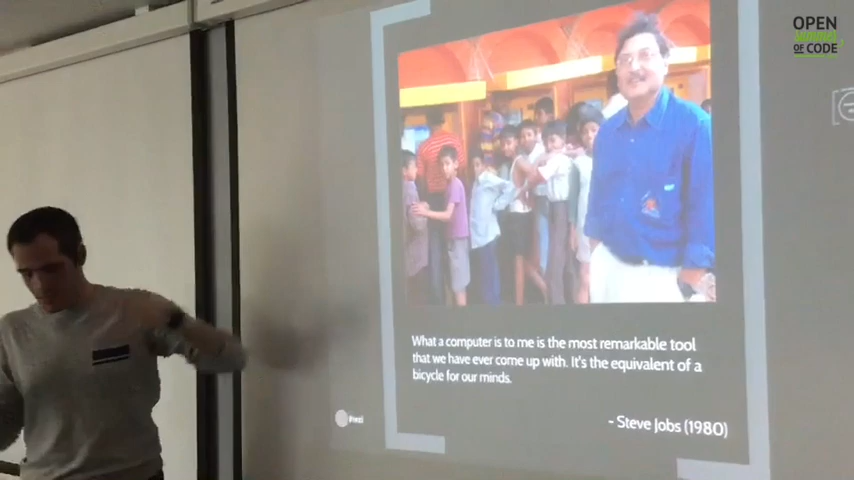 OPEN
summer
OF CODE
What a computer is to me is the most remarkable tool
that we have ever come up with. It's the equivalent of a
bicycle for our minds.
Prezi
- Steve Jobs (1980)